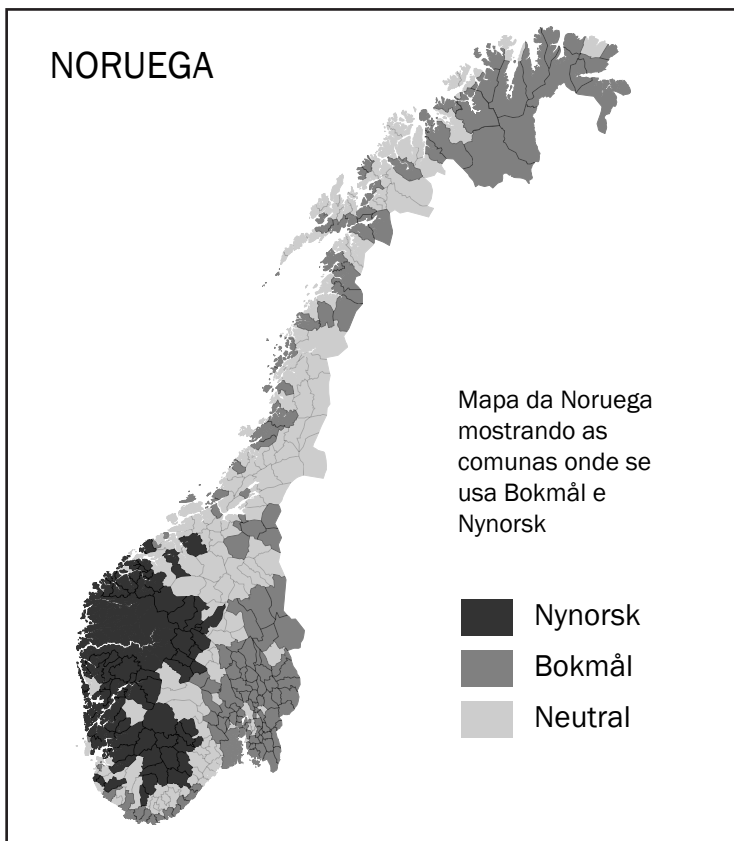 NORUEGA
Mapa da Noruega
mostrando as
comunas onde se
usa Bokmål e
Nynorsk
Nynorsk
Bokmål
Neutral